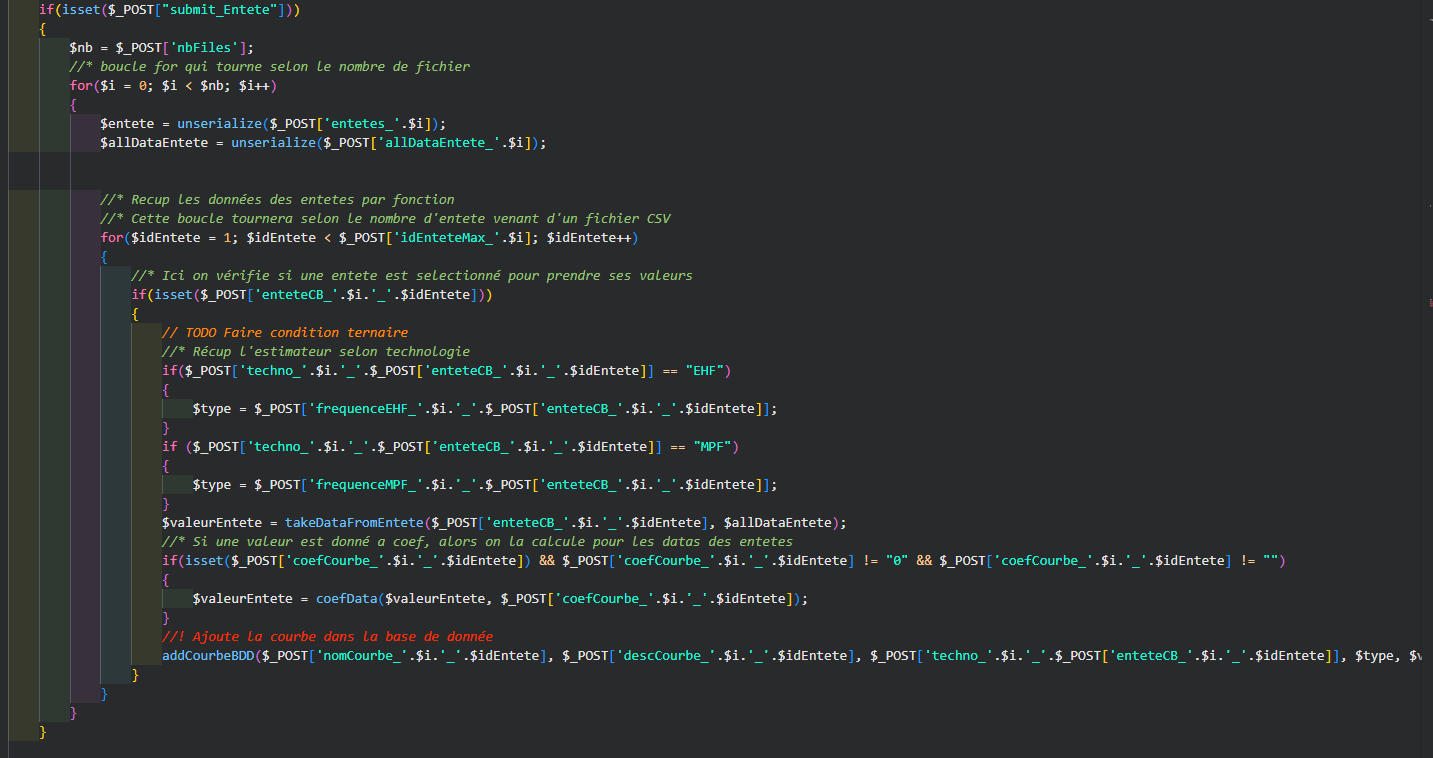 if(isset($_POST["submit_Entete"]))
{
$nb = $_POST['nbFiles'];
//* boucle for qui tourne selon le nombre de fichier
for($i = 0; $i < $nb; $i++)
{
$entete = unserialize($_POST['entetes_'.$i]);
$allDataEntete = unserialize($_POST['allDataEntete_'.$i]);
//* Recup les données des entetes par fonction
//* Cette boucle tournera selon le nombre d'entete venant d'un fichier CSV
for($idEntete = 1; $idEntete < $_POST['idEnteteMax_'.$i]; $idEntete++)
{
//* Ici on vérifie si une entete est selectionné pour prendre ses valeurs
if(isset($_POST['enteteCB_'.$i.'_'.$idEntete]))
{
// TODO Faire condition ternaire
//* Récup l'estimateur selon technologie
if($_POST['techno_'.$i.'_'.$_POST['enteteCB_'.$i.'_'.$idEntete]] == "EHF")
{
$type = $_POST['frequenceEHF_'.$i.'_'.$_POST['enteteCB_'.$i.'_'.$idEntete]];
}
if ($_POST['techno_'.$i.'_'.$_POST['enteteCB_'.$i.'_'.$idEntete]] == "MPF")
{
$type = $_POST['frequenceMPF_'.$i.'_'.$_POST['enteteCB_'.$i.'_'.$idEntete]];
}
$valeurEntete = takeDataFromEntete($_POST['enteteCB_'.$i.'_'.$idEntete], $allDataEntete);
//* Si une valeur est donné a coef, alors on la calcule pour les datas des entetes
if(isset($_POST['coefCourbe_'.$i.'_'.$idEntete]) && $_POST['coefCourbe_'.$i.'_'.$idEntete] != "0" && $_POST['coefCourbe_'.$i.'_'.$idEntete] != "")
{
$valeurEntete = coefData($valeurEntete, $_POST['coefCourbe_'.$i.'_'.$idEntete]);
}
//! Ajoute la courbe dans la base de donnée
addCourbeBDD($_POST['nomCourbe_'.$i.'_'.$idEntete], $_POST['descCourbe_'.$i.'_'.$idEntete], $_POST['techno_'.$i.'_'.$_POST['enteteCB_'.$i.'_'.$idEntete]], $type,
}
}
}
}